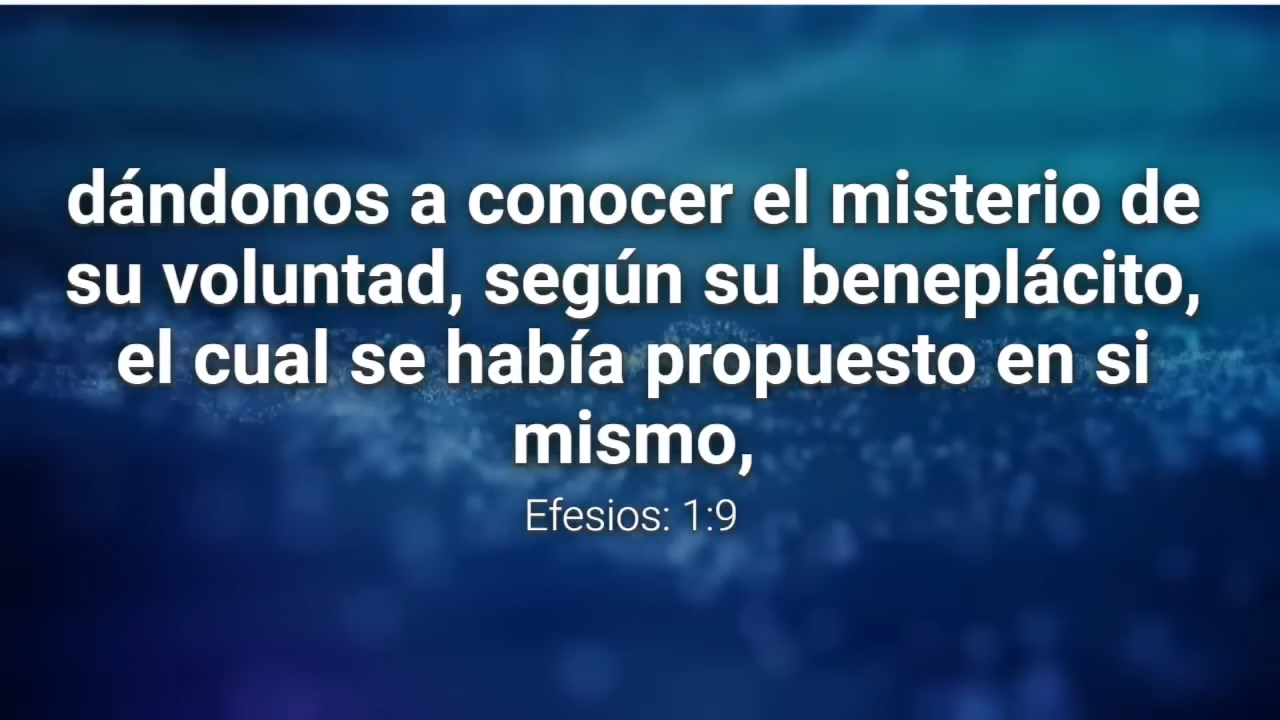 dándonos a conocer el misterio de
su voluntad, según su beneplácito,
el cual se había propuesto en si
mismo,
Efesios: 1:9